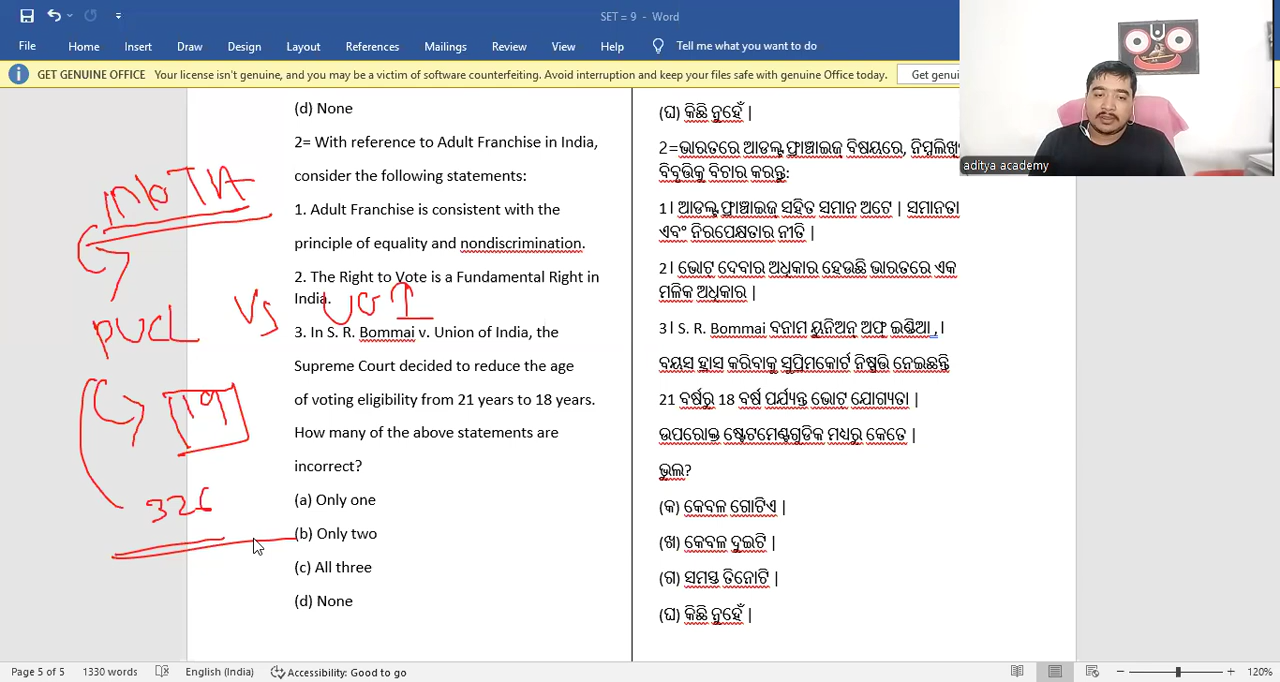 SET = 9 - Word
File Home Insert Draw Design Layout References Mailings Review View Help Tell me what you want to do
GET GENUINE OFFICE Your license isn't genuine, and you may be a victim of software counterfeiting. Avoid interruption and keep your files safe with genuine Office today. Get genui
aditya academy
(d) None
2= With reference to Adult Franchise in India,
consider the following statements:
1. Adult Franchise is consistent with the
principle of equality and nondiscrimination.
2. The Right to Vote is a Fundamental Right in
India.
3. In S. R. Bommai v. Union of India, the
Supreme Court decided to reduce the age
of voting eligibility from 21 years to 18 years.
How many of the above statements are
incorrect?
(a) Only one
(b) Only two
(c) All three
(d) None
(ଘ) କିଛି ନୁହେଁ |
2=ଭାରତରେ ଆଡଲ୍ଟ ଫ୍ରାଞ୍ଚାଇଜ୍ ବିଷୟରେ, ନିମ୍ନଲିଖି
ବିବୃତ୍ତିକୁ ବିଚାର କରନ୍ତୁ:
1। ଆଡଲ୍ଟ ଫ୍ରାଞ୍ଚାଇଜ୍ ସହିତ ସମାନ ଅଟେ | ସମାନତା
ଏବଂ ନିରପେକ୍ଷତାର ନୀତି |
2। ଭୋଟ୍ ଦେବାର ଅଧିକାର ହେଉଛି ଭାରତରେ ଏକ
ମଳିକ ଅଧିକାର |
3। S. R. Bommai ବନାମ ୟୁନିଅନ୍ ଅଫ୍ ଇଣ୍ଡିଆ ,।
ବୟସ ହ୍ରାସ କରିବାକୁ ସୁପ୍ରିମକୋର୍ଟ ନିଷ୍ପତ୍ତି ନେଇଛନ୍ତି
21 ବର୍ଷରୁ 18 ବର୍ଷ ପର୍ଯ୍ୟନ୍ତ ଭୋଟ୍ ଯୋଗ୍ୟତା |
ଉପରୋକ୍ତ ଷ୍ଟେଟମେଣ୍ଟଗୁଡିକ ମଧ୍ୟରୁ କେତେ |
ଭୁଲ?
(କ) କେବଳ ଗୋଟିଏ |
(ଖ) କେବଳ ଦୁଇଟି |
(ଗ) ସମସ୍ତ ତିନୋଟି |
(ଘ) କିଛି ନୁହେଁ |
NOTA
PUCL VS UOI
19
326
Page 5 of 5 1330 words English (India) Accessibility: Good to go 120%